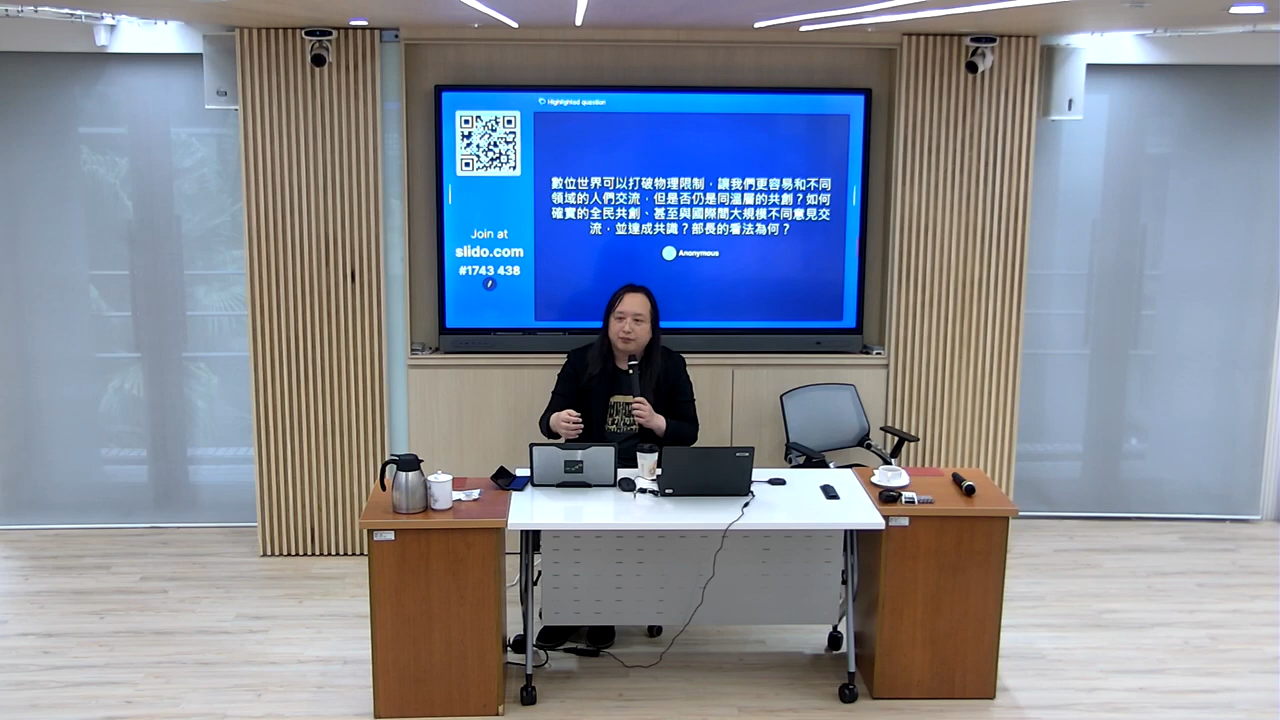 Highlighted question
數位世界可以打破物理限制，讓我們更容易和不同
領域的人們交流，但是否仍是同溫層的共創？如何
確實的全民共創、甚至與國際間大規模不同意見交
流，並達成共識？部長的看法為何？
Anonymous
Join at
slido.com
#1743 438